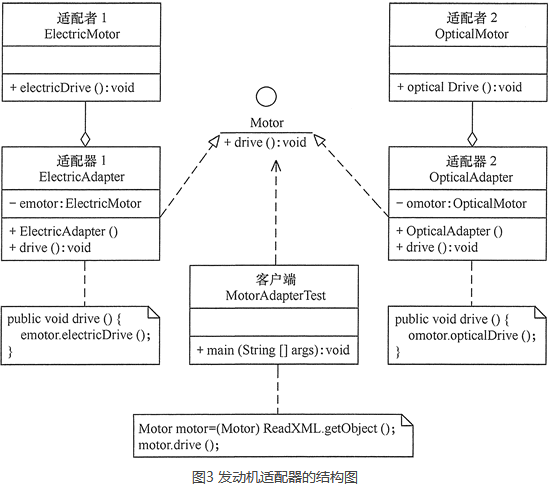 适配者 1
ElectricMotor
+ electricDrive (): void
适配者 2
OpticalMotor
+ optical Drive (): void
Motor
+ drive (): void
适配器 1
ElectricAdapter
− emotor: ElectricMotor
+ ElectricAdapter ()
+ drive (): void
适配器 2
OpticalAdapter
− omotor: OpticalMotor
+ OpticalAdapter ()
+ drive (): void
public void drive () {
emotor.electricDrive ();
}
客户端
MotorAdapterTest
+ main (String [] args): void
public void drive () {
omotor.opticalDrive ();
}
Motor motor=(Motor) ReadXML.getObject ();
motor.drive ();
图3 发动机适配器的结构图